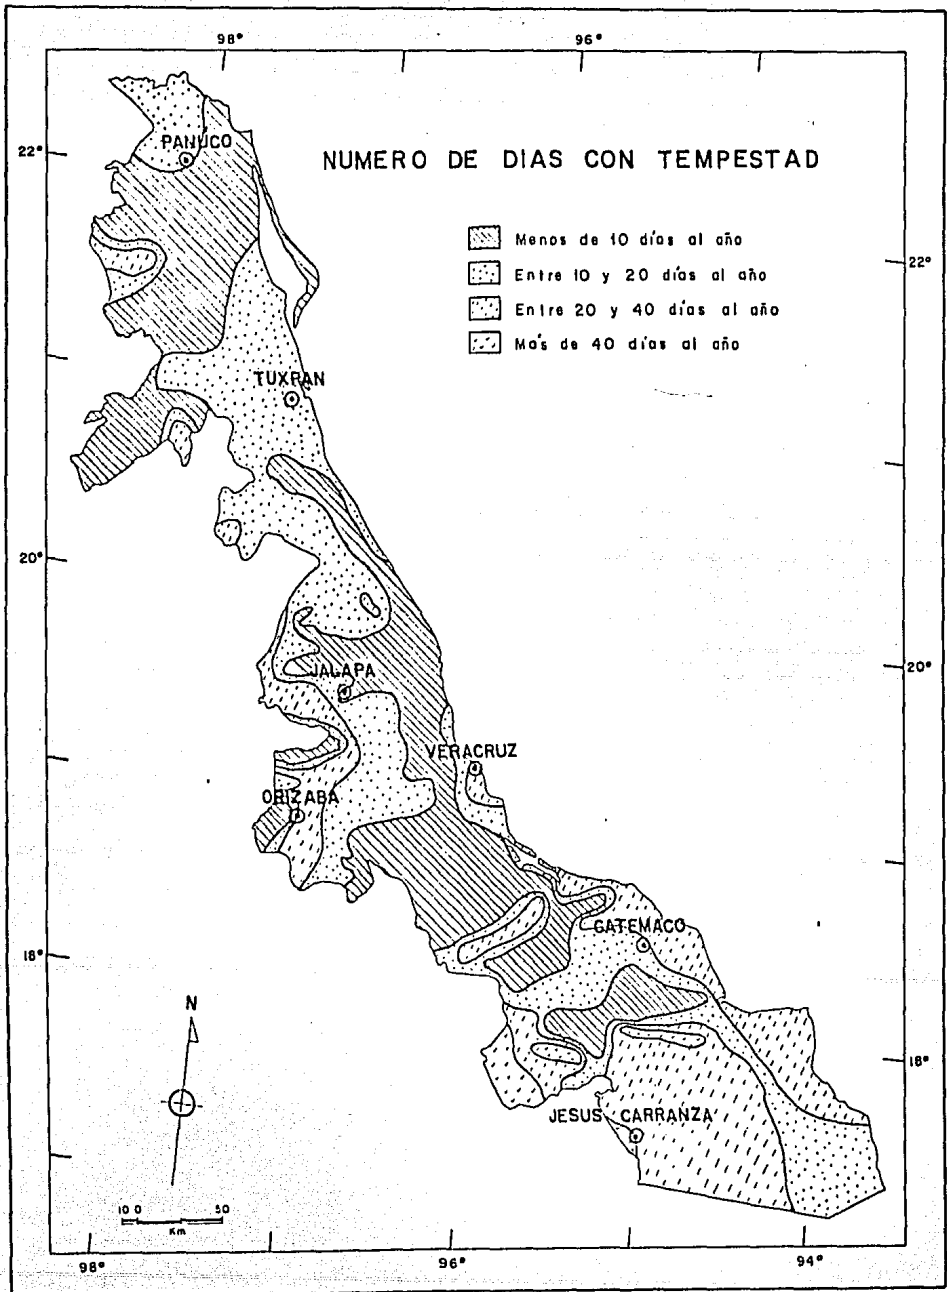 98°
96°
22°
PANUCO
NUMERO DE DIAS CON TEMPESTAD
Menos de 10 días al año
22°
Entre 10 y 20 días al año
Entre 20 y 40 días al año
Más de 40 días al año
TUXPAN
20°
20°
JALAPA
VERACRUZ
ORIZABA
CATEMACO
18°
N
18°
JESUS CARRANZA
10 0 50
Km
98°
96°
94°